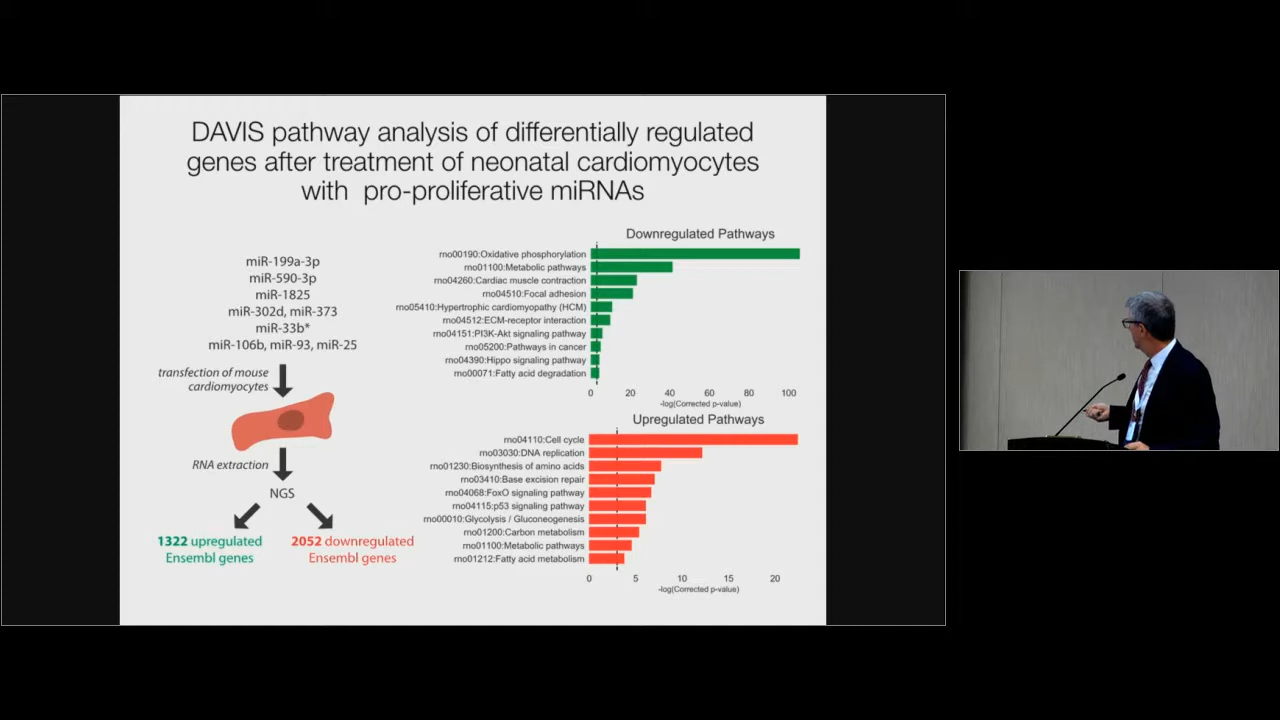 DAVIS pathway analysis of differentially regulated
genes after treatment of neonatal cardiomyocytes
with pro-proliferative miRNAs
miR-199a-3p
miR-590-3p
miR-1825
miR-302d, miR-373
miR-33b*
miR-106b, miR-93, miR-25
transfection of mouse
cardiomyocytes
RNA extraction
NGS
1322 upregulated
Ensembl genes
2052 downregulated
Ensembl genes
Downregulated Pathways
rno00190:Oxidative phosphorylation
rno01100:Metabolic pathways
rno04260:Cardiac muscle contraction
rno04510:Focal adhesion
rno05410:Hypertrophic cardiomyopathy (HCM)
rno04512:ECM-receptor interaction
rno04151:PI3K-Akt signaling pathway
rno05200:Pathways in cancer
rno04390:Hippo signaling pathway
rno00071:Fatty acid degradation
0 20 40 60 80 100
-log(Corrected p-value)
Upregulated Pathways
rno04110:Cell cycle
rno03030:DNA replication
rno01230:Biosynthesis of amino acids
rno03410:Base excision repair
rno04068:FoxO signaling pathway
rno04115:p53 signaling pathway
rno00010:Glycolysis / Gluconeogenesis
rno01200:Carbon metabolism
rno01100:Metabolic pathways
rno01212:Fatty acid metabolism
0 5 10 15 20
-log(Corrected p-value)